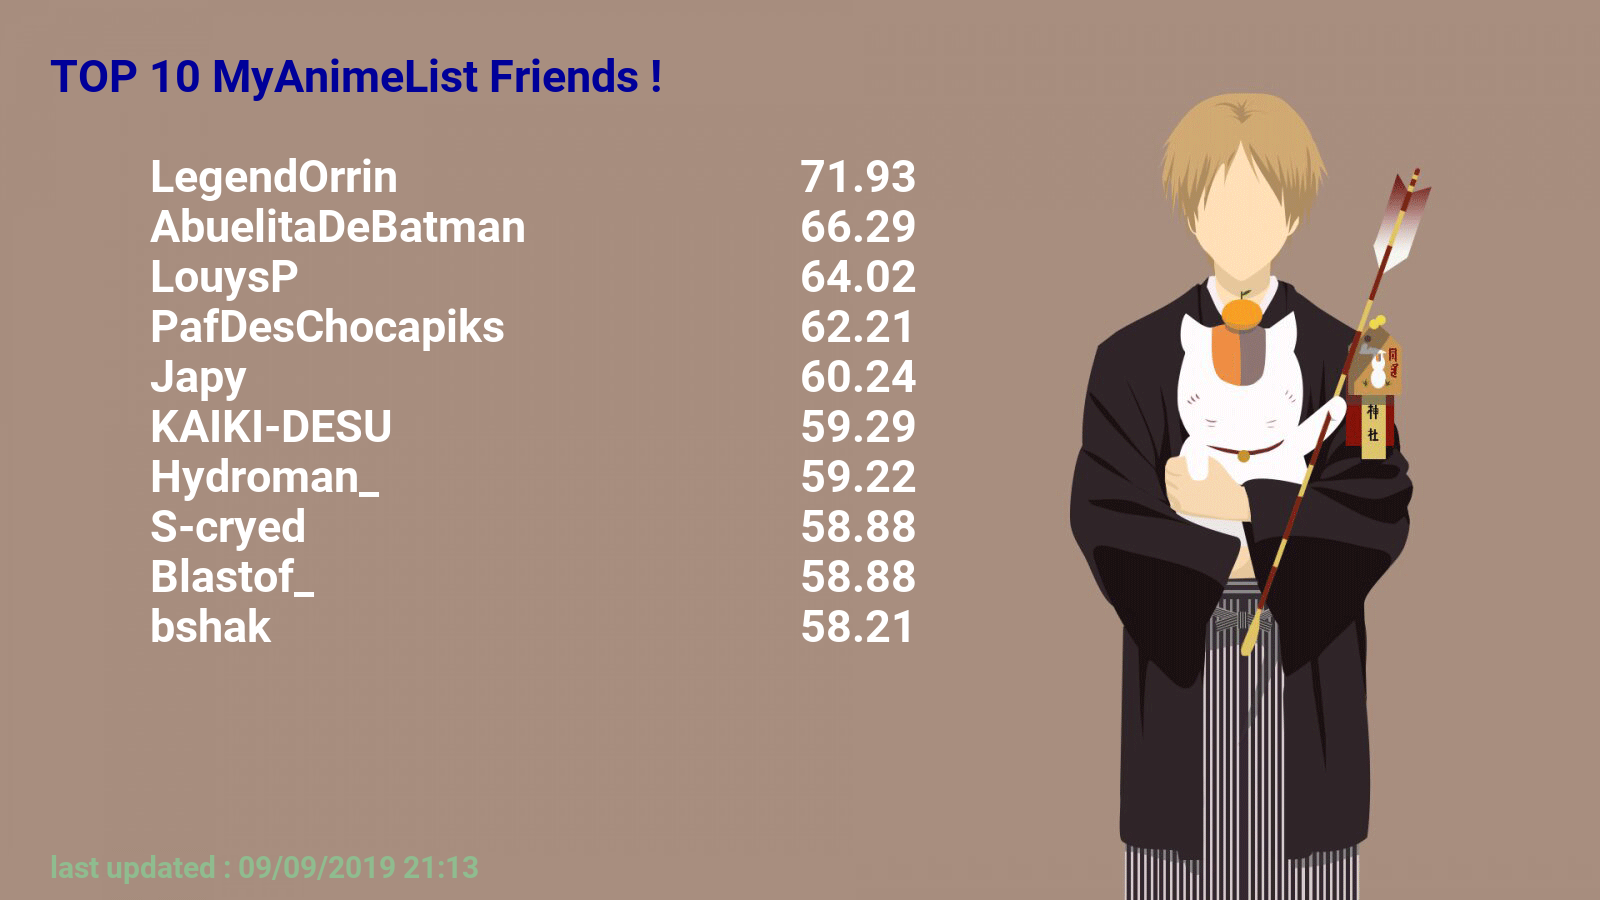 TOP 10 MyAnimeList Friends !
LegendOrrin 71.93
AbuelitaDeBatman 66.29
LouysP 64.02
PafDesChocapiks 62.21
Japy 60.24
KAIKI-DESU 59.29
Hydroman_ 59.22
S-cryed 58.88
Blastof_ 58.88
bshak 58.21
神社
last updated : 09/09/2019 21:13